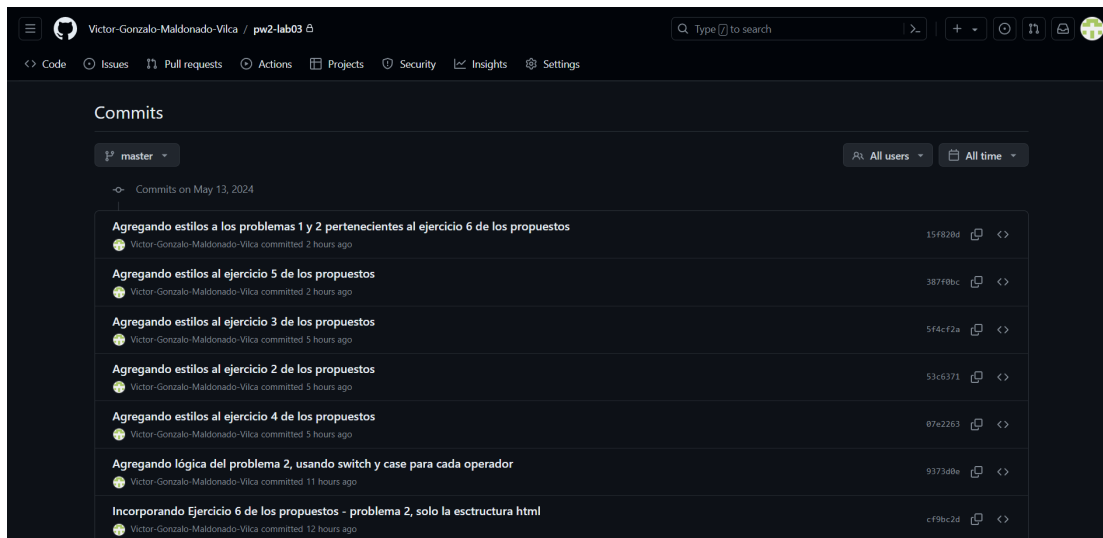 Victor-Gonzalo-Maldonado-Vilca / pw2-lab03
Type / to search
Code Issues Pull requests Actions Projects Security Insights Settings
Commits
master All users All time
Commits on May 13, 2024
Agregando estilos a los problemas 1 y 2 pertenecientes al ejercicio 6 de los propuestos
Victor-Gonzalo-Maldonado-Vilca committed 2 hours ago
15f820d
Agregando estilos al ejercicio 5 de los propuestos
Victor-Gonzalo-Maldonado-Vilca committed 2 hours ago
387f0bc
Agregando estilos al ejercicio 3 de los propuestos
Victor-Gonzalo-Maldonado-Vilca committed 5 hours ago
5f4cf2a
Agregando estilos al ejercicio 2 de los propuestos
Victor-Gonzalo-Maldonado-Vilca committed 5 hours ago
53c6371
Agregando estilos al ejercicio 4 de los propuestos
Victor-Gonzalo-Maldonado-Vilca committed 5 hours ago
07e2263
Agregando lógica del problema 2, usando switch y case para cada operador
Victor-Gonzalo-Maldonado-Vilca committed 11 hours ago
9373d0e
Incorporando Ejercicio 6 de los propuestos - problema 2, solo la esctructura html
Victor-Gonzalo-Maldonado-Vilca committed 12 hours ago
cf9bc2d